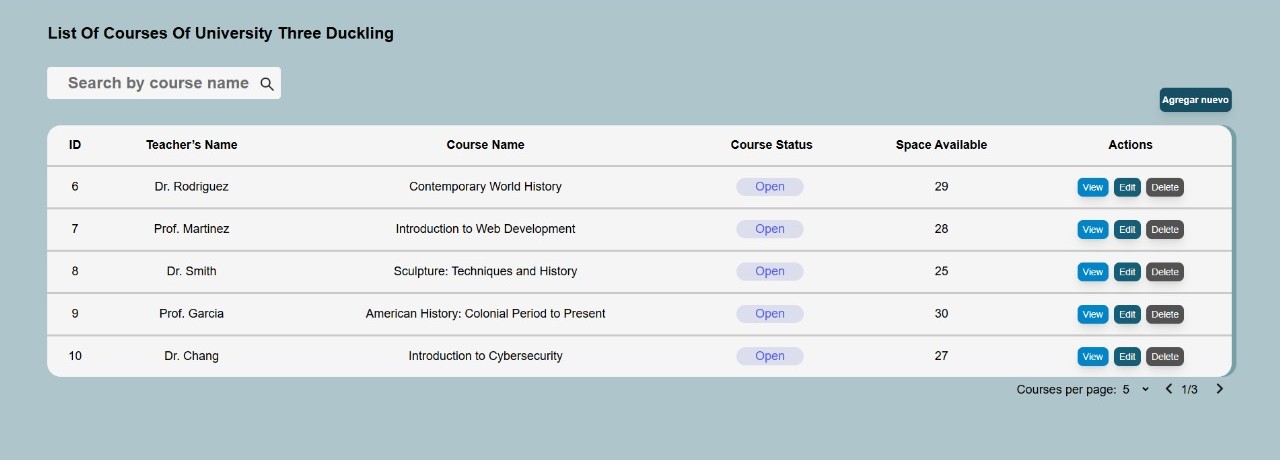 List Of Courses Of University Three Duckling
Search by course name
Agregar nuevo
ID Teacher’s Name Course Name Course Status Space Available Actions
6 Dr. Rodriguez Contemporary World History Open 29 View Edit Delete
7 Prof. Martinez Introduction to Web Development Open 28 View Edit Delete
8 Dr. Smith Sculpture: Techniques and History Open 25 View Edit Delete
9 Prof. Garcia American History: Colonial Period to Present Open 30 View Edit Delete
10 Dr. Chang Introduction to Cybersecurity Open 27 View Edit Delete
Courses per page: 5 1/3